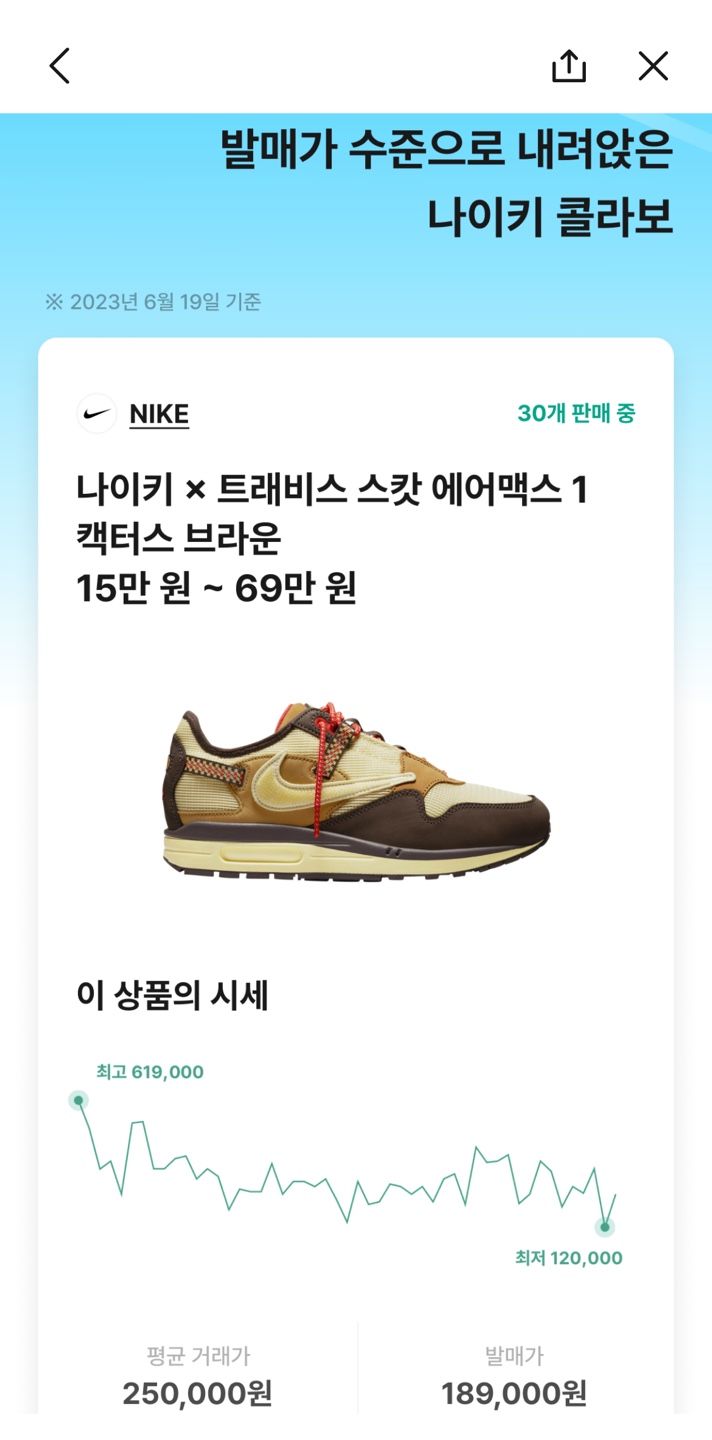 발매가 수준으로 내려앉은
나이키 콜라보
※ 2023년 6월 19일 기준
NIKE
30개 판매 중
나이키 × 트래비스 스캇 에어맥스 1
캑터스 브라운
15만 원 ~ 69만 원
이 상품의 시세
최고 619,000
최저 120,000
평균 거래가
발매가
250,000원
189,000원